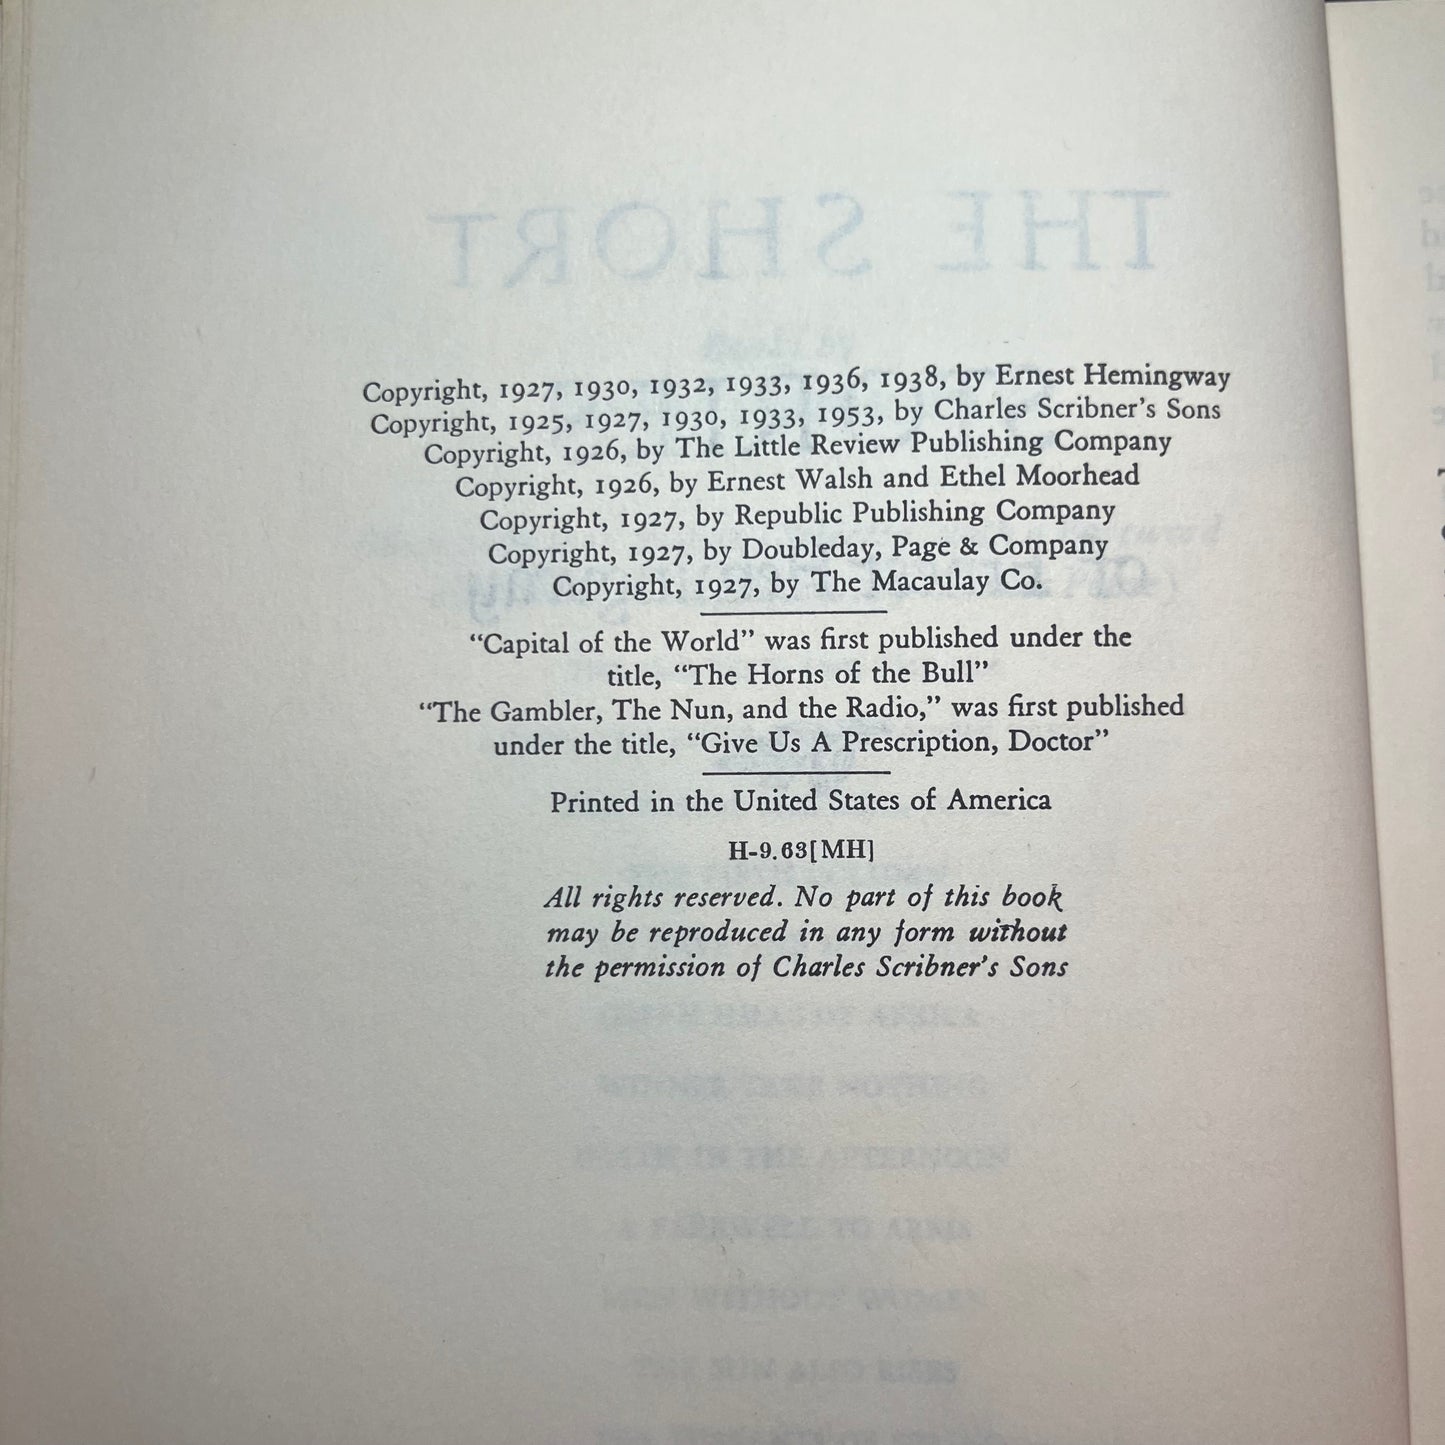 THE SHORT
Copyright, 1927, 1930, 1932, 1933, 1936, 1938, by Ernest Hemingway
Copyright, 1925, 1927, 1930, 1933, 1953, by Charles Scribner's Sons
Copyright, 1926, by The Little Review Publishing Company
Copyright, 1926, by Ernest Walsh and Ethel Moorhead
Copyright, 1927, by Republic Publishing Company
Copyright, 1927, by Doubleday, Page & Company
Copyright, 1927, by The Macaulay Co.
“Capital of the World” was first published under the
title, “The Horns of the Bull”
“The Gambler, The Nun, and the Radio,” was first published
under the title, “Give Us A Prescription, Doctor”
Printed in the United States of America
H-9.63[MH]
All rights reserved. No part of this book
may be reproduced in any form without
the permission of Charles Scribner's Sons